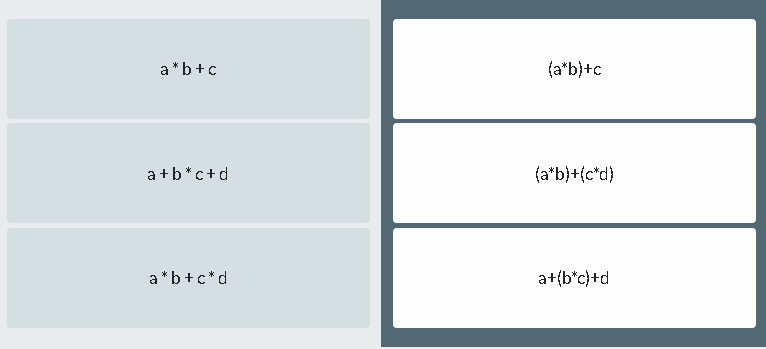 a * b + c
(a*b)+c
a + b * c + d
(a*b)+(c*d)
a * b + c * d
a+(b*c)+d